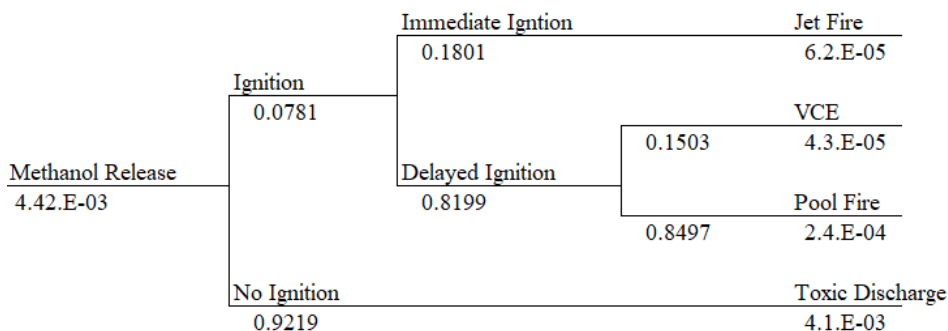 Immediate Igntion
Jet Fire
0.1801
6.2.E-05
Ignition
0.0781
VCE
0.1503
4.3.E-05
Methanol Release
4.42.E-03
Delayed Ignition
0.8199
Pool Fire
0.8497
2.4.E-04
No Ignition
Toxic Discharge
0.9219
4.1.E-03